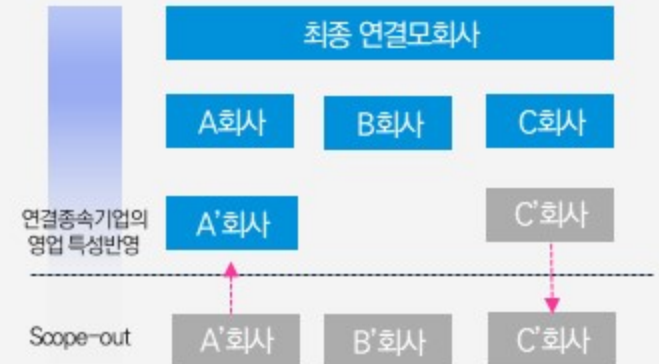 최종 연결모회사
A회사 B회사 C회사
연결종속기업의
영업 특성반영
A’회사 C’회사
Scope-out A’회사 B’회사 C’회사